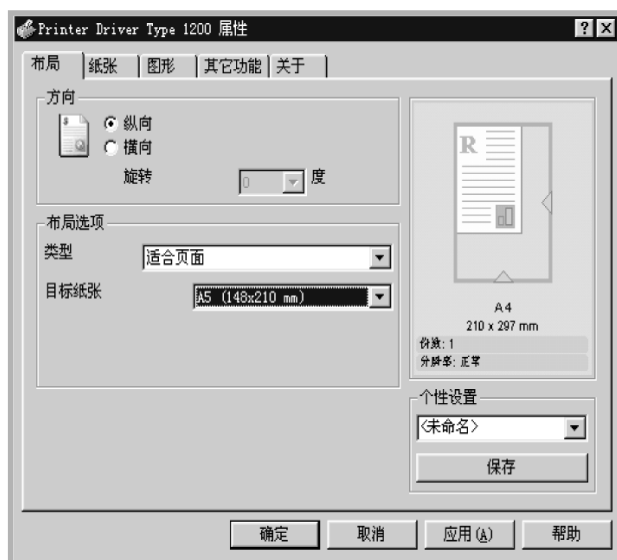 Printer Driver Type 1200 属性
布局 纸张 图形 其它功能 关于
方向
纵向
横向
旋转 0 度
布局选项
类型 适合页面
目标纸张 A5 (148x210 mm)
R
A4
210 x 297 mm
份数: 1
分辨率: 正常
个性设置
<未命名>
保存
确定 取消 应用(A) 帮助